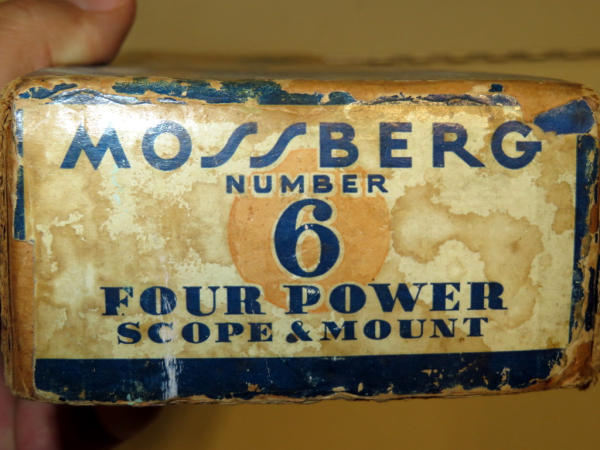 MOSSBERG
NUMBER
6
FOUR POWER
SCOPE & MOUNT